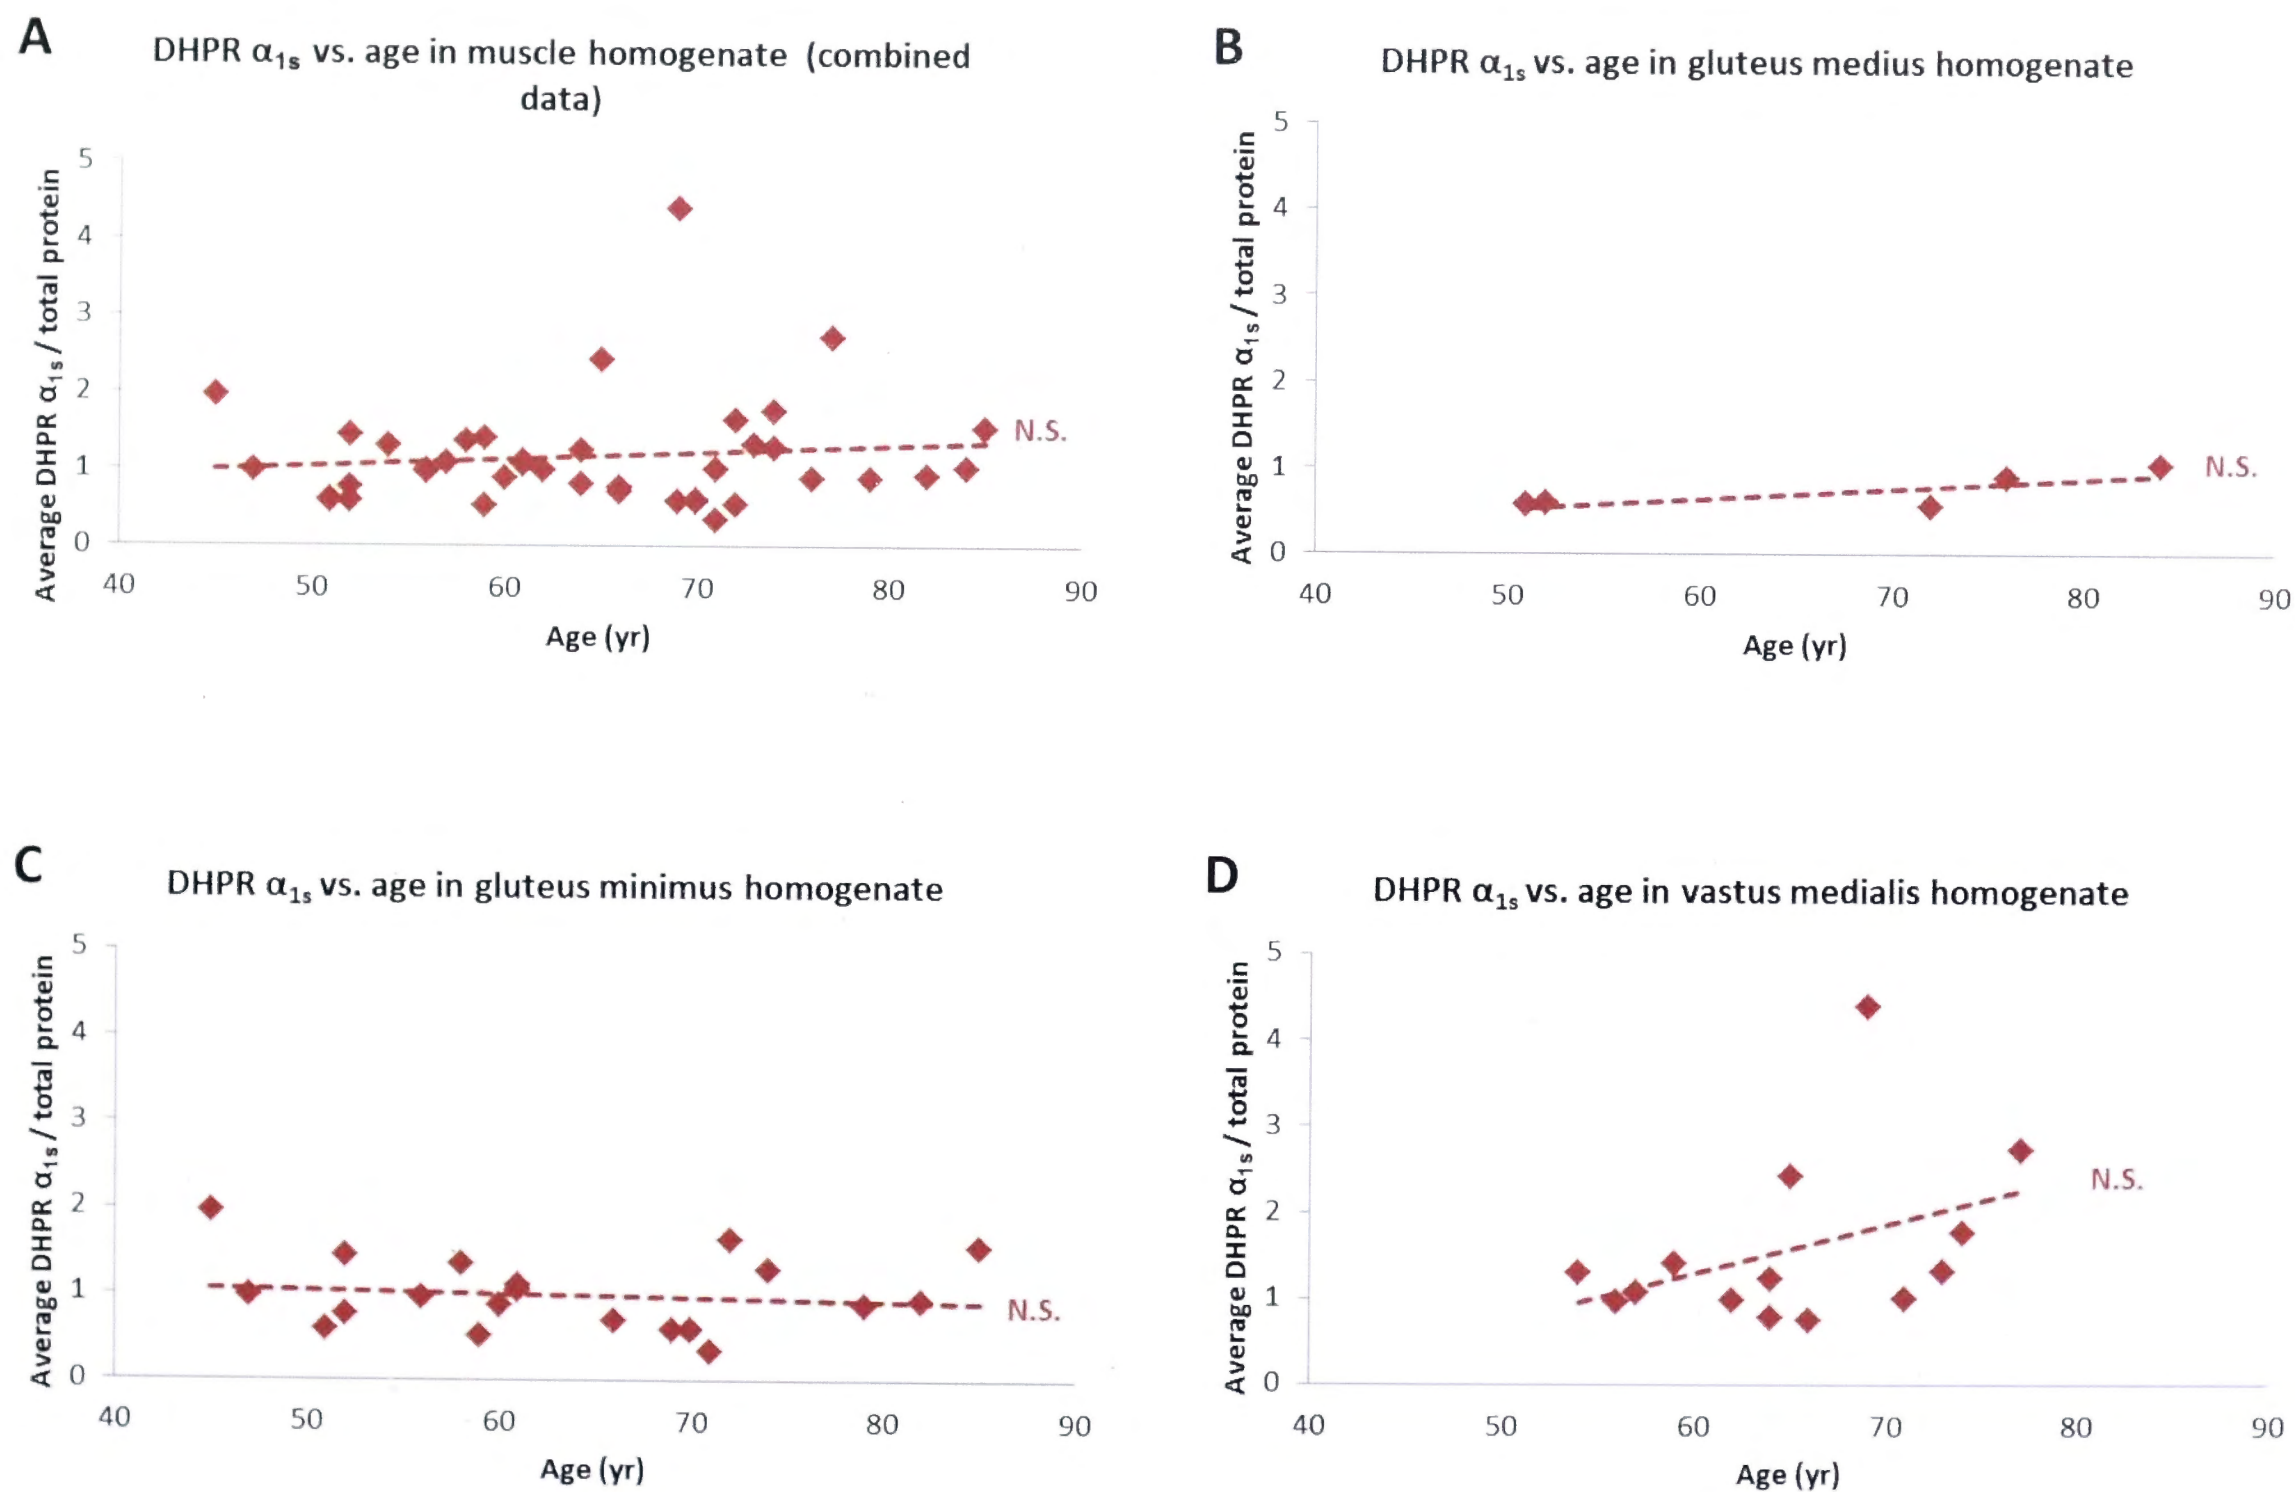 A
DHPR α1s vs. age in muscle homogenate (combined
data)
Average DHPR α1s / total protein
5
4
3
2
1
0
N.S.
40 50 60 70 80 90
Age (yr)
B
DHPR α1s vs. age in gluteus medius homogenate
Average DHPR α1s / total protein
5
4
3
2
1
0
N.S.
40 50 60 70 80 90
Age (yr)
C
DHPR α1s vs. age in gluteus minimus homogenate
Average DHPR α1s / total protein
5
4
3
2
1
0
N.S.
40 50 60 70 80 90
Age (yr)
D
DHPR α1s vs. age in vastus medialis homogenate
Average DHPR α1s / total protein
5
4
3
2
1
0
N.S.
40 50 60 70 80 90
Age (yr)